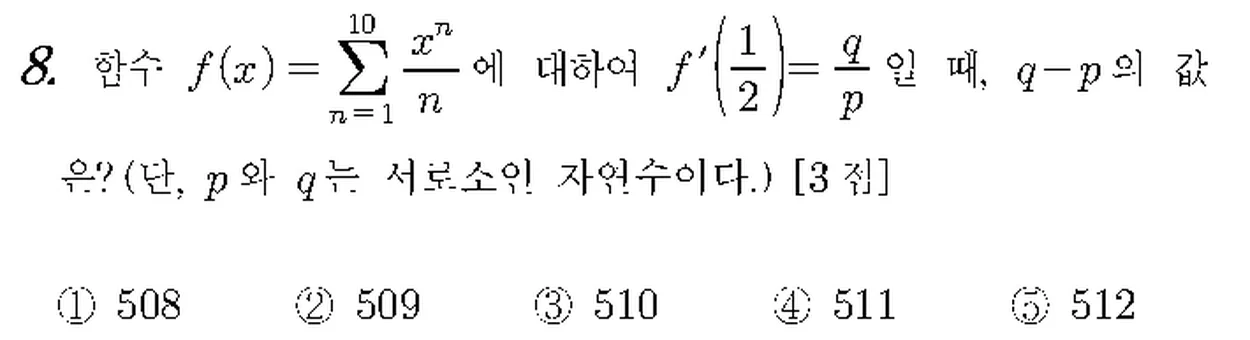 8. 함수 f(x) = \sum_{n=1}^{10} \frac{x^n}{n} 에 대하여 f'\left(\frac{1}{2}\right) = \frac{q}{p} 일 때, q-p의 값
은? (단, p와 q는 서로소인 자연수이다.) [3 점]
① 508 ② 509 ③ 510 ④ 511 ⑤ 512